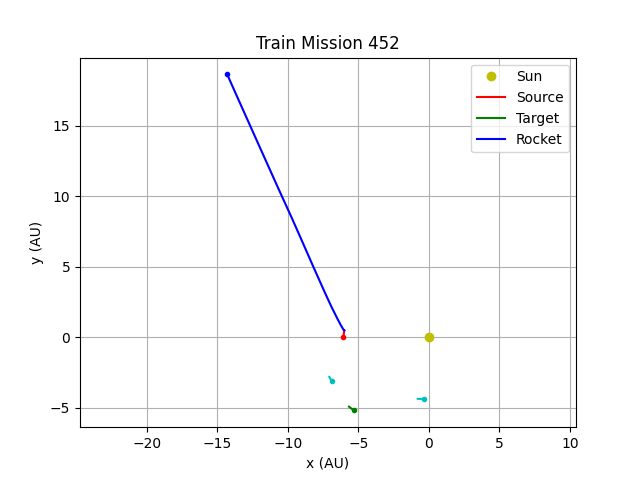 Train Mission 452
Sun
Source
Target
Rocket
15
10
5
0
−5
y (AU)
−20
−15
−10
−5
0
5
10
x (AU)